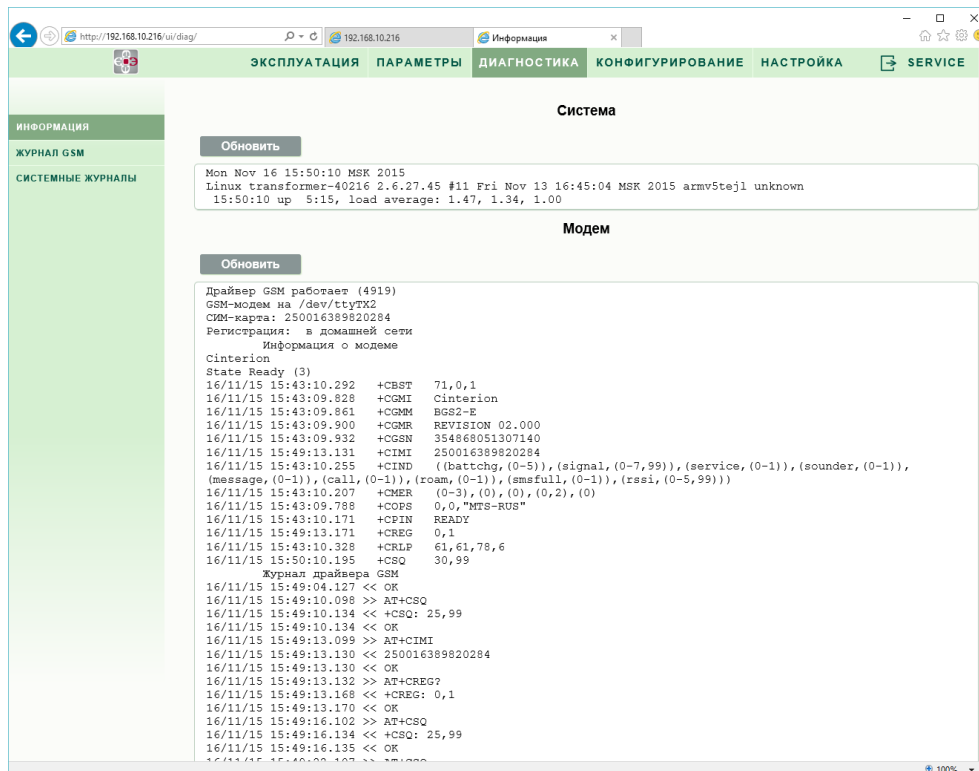 http://192.168.10.216/ui/diag/
192.168.10.216
Информация
ЭКСПЛУАТАЦИЯ ПАРАМЕТРЫ ДИАГНОСТИКА КОНФИГУРИРОВАНИЕ НАСТРОЙКА SERVICE
ИНФОРМАЦИЯ
ЖУРНАЛ GSM
СИСТЕМНЫЕ ЖУРНАЛЫ
Система
Обновить
Mon Nov 16 15:50:10 MSK 2015
Linux transformer-40216 2.6.27.45 #11 Fri Nov 13 16:45:04 MSK 2015 armv5tejl unknown
15:50:10 up 5:15, load average: 1.47, 1.34, 1.00
Модем
Обновить
Драйвер GSM работает (4919)
GSM-модем на /dev/ttyTX2
СИМ-карта: 250016389820284
Регистрация: в домашней сети
Информация о модеме
Cinterion
State Ready (3)
16/11/15 15:43:10.292 +CBST 71,0,1
16/11/15 15:43:09.828 +CGMI Cinterion
16/11/15 15:43:09.861 +CGMM BGS2-E
16/11/15 15:43:09.900 +CGMR REVISION 02.000
16/11/15 15:43:09.932 +CGSN 354868051307140
16/11/15 15:49:13.131 +CIMI 250016389820284
16/11/15 15:43:10.255 +CIND ((battchg,(0-5)),(signal,(0-7,99)),(service,(0-1)),(sounder,(0-1)),
(message,(0-1)),(call,(0-1)),(roam,(0-1)),(smsfull,(0-1)),(rssi,(0-5,99)))
16/11/15 15:43:10.207 +CMER (0-3),(0),(0),(0,2),(0)
16/11/15 15:43:09.788 +COPS 0,0,"MTS-RUS"
16/11/15 15:43:10.171 +CPIN READY
16/11/15 15:49:13.171 +CREG 0,1
16/11/15 15:43:10.328 +CRLP 61,61,78,6
16/11/15 15:50:10.195 +CSQ 30,99
Журнал драйвера GSM
16/11/15 15:49:04.127 << OK
16/11/15 15:49:10.098 >> AT+CSQ
16/11/15 15:49:10.134 << +CSQ: 25,99
16/11/15 15:49:10.134 << OK
16/11/15 15:49:13.099 >> AT+CIMI
16/11/15 15:49:13.130 << 250016389820284
16/11/15 15:49:13.130 << OK
16/11/15 15:49:13.132 >> AT+CREG?
16/11/15 15:49:13.168 << +CREG: 0,1
16/11/15 15:49:13.170 << OK
16/11/15 15:49:16.102 >> AT+CSQ
16/11/15 15:49:16.134 << +CSQ: 25,99
16/11/15 15:49:16.135 << OK
100%